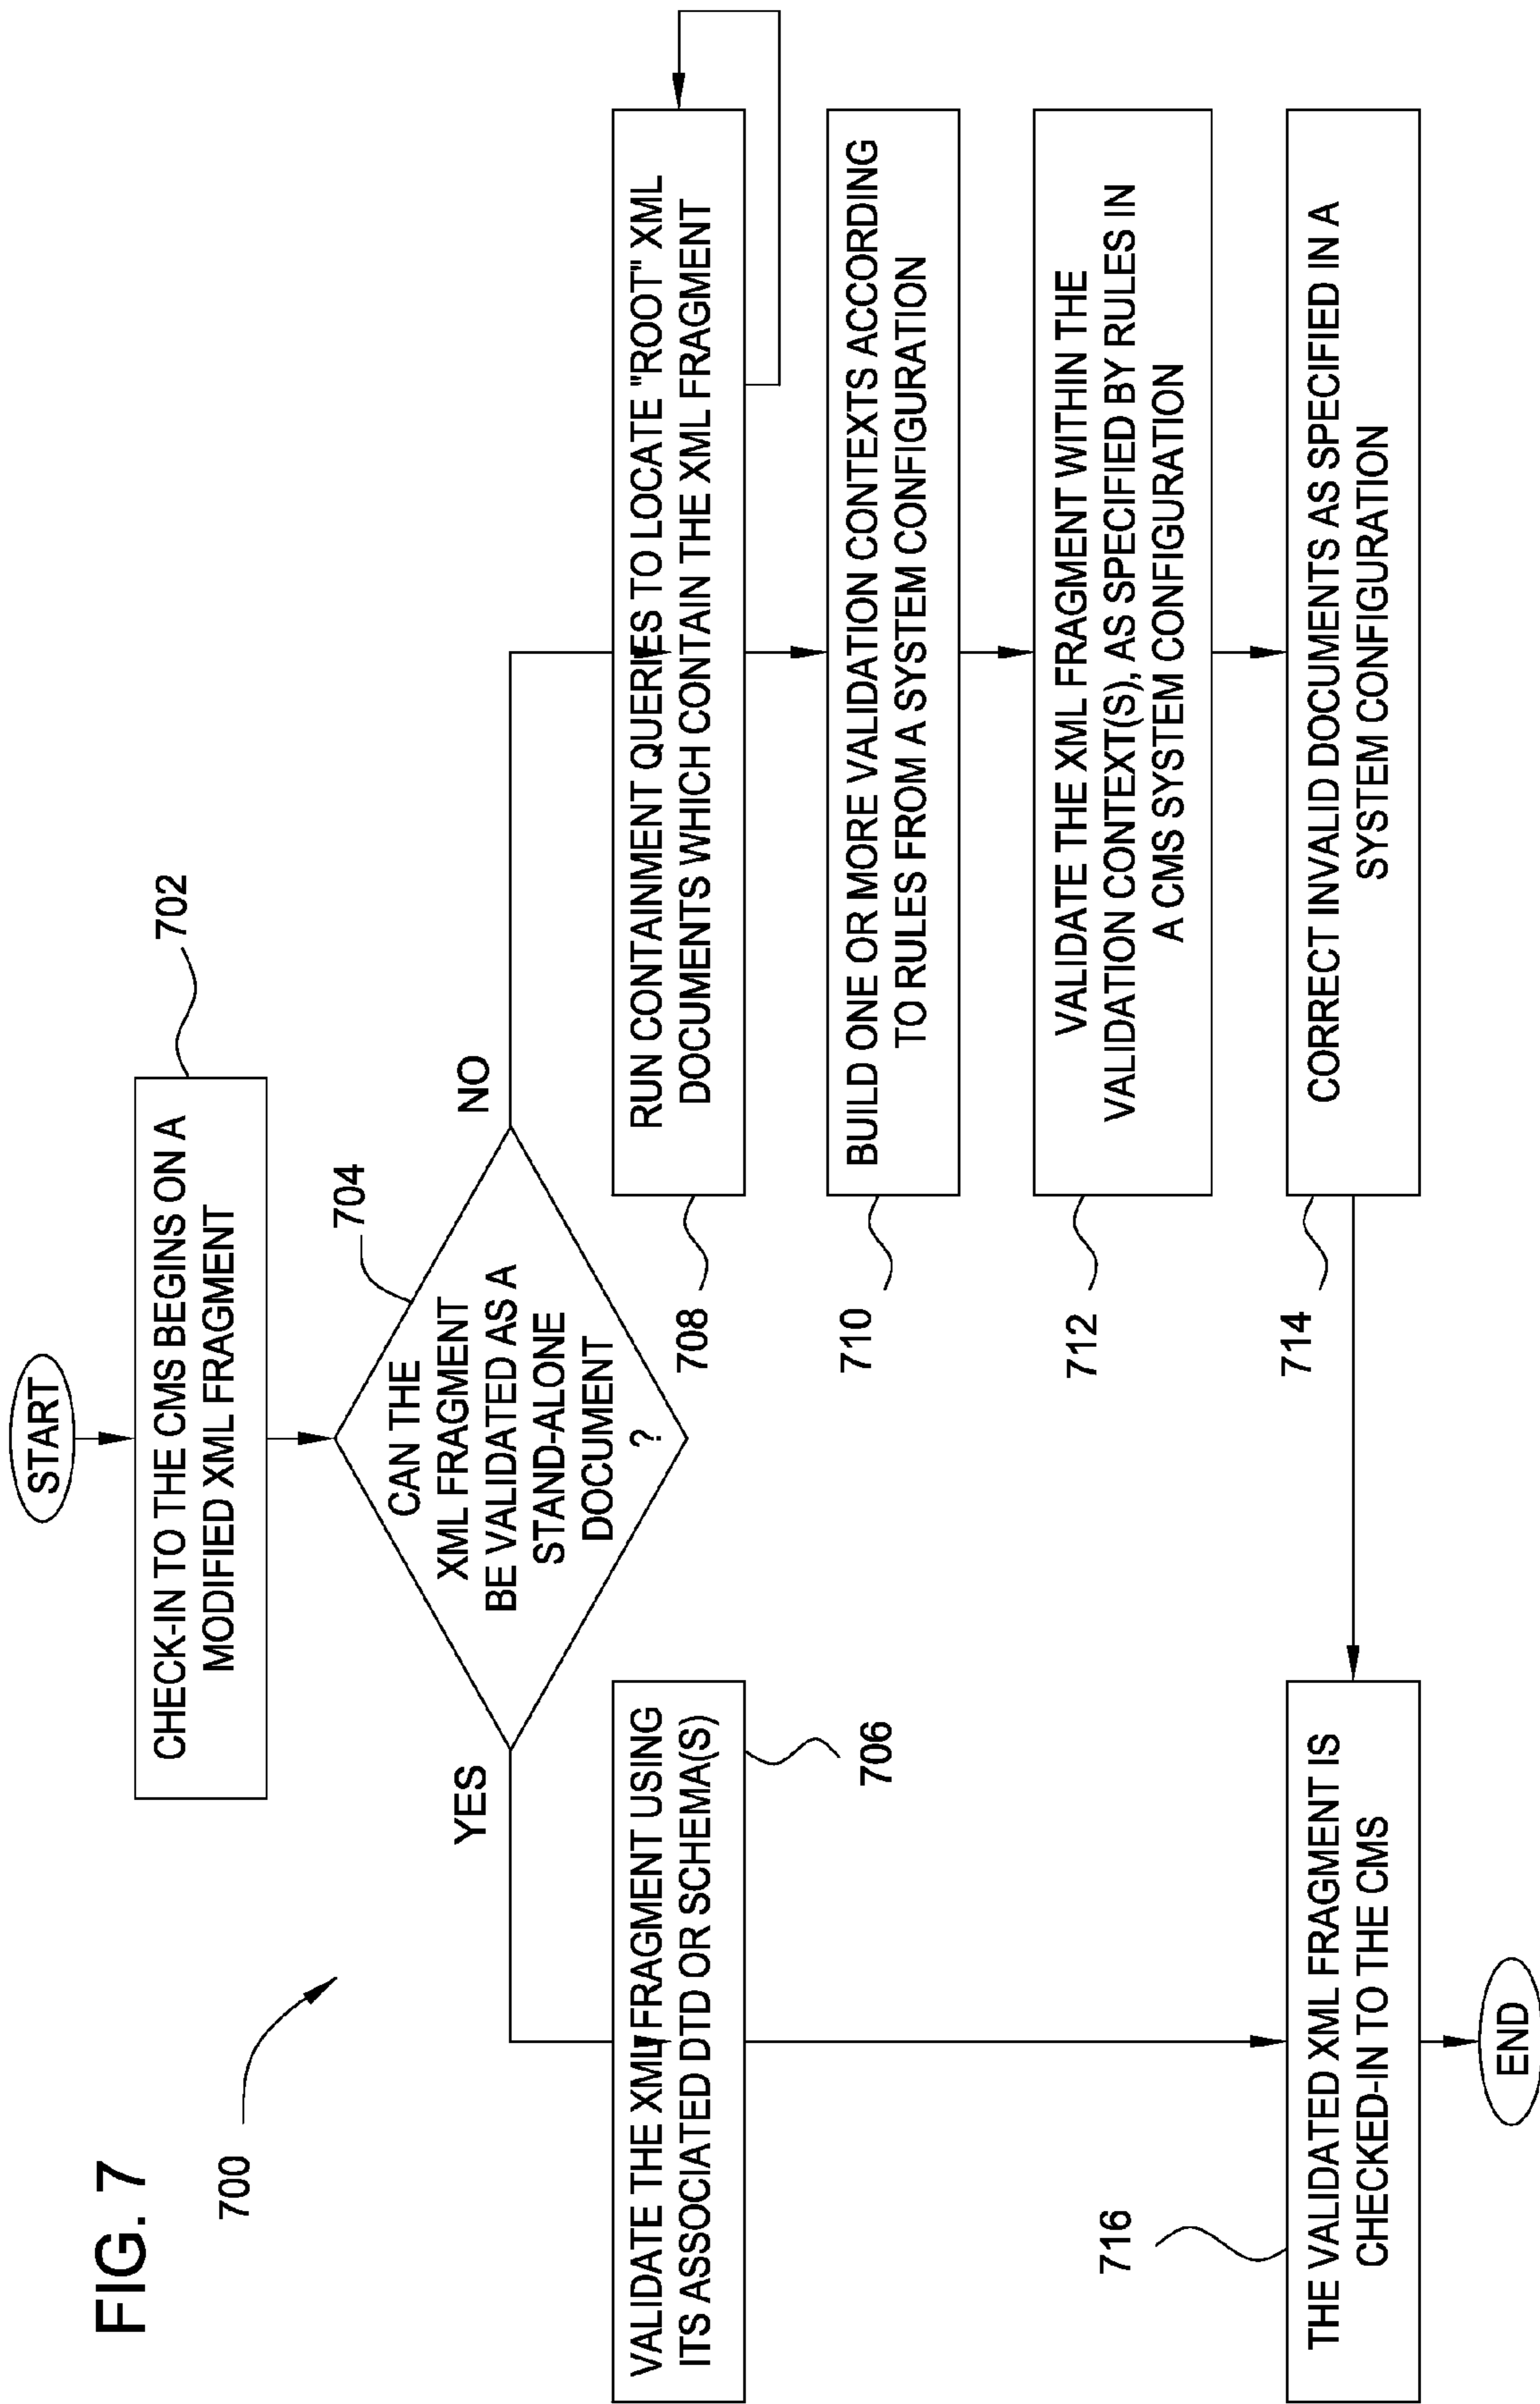 FIG. 7
700
START
CHECK-IN TO THE CMS BEGINS ON A
MODIFIED XML FRAGMENT
702
704
CAN THE
XML FRAGMENT
BE VALIDATED AS A
STAND-ALONE
DOCUMENT
?
YES
NO
VALIDATE THE XML FRAGMENT USING
ITS ASSOCIATED DTD OR SCHEMA(S)
706
RUN CONTAINMENT QUERIES TO LOCATE "ROOT" XML
DOCUMENTS WHICH CONTAIN THE XML FRAGMENT
708
BUILD ONE OR MORE VALIDATION CONTEXTS ACCORDING
TO RULES FROM A SYSTEM CONFIGURATION
710
VALIDATE THE XML FRAGMENT WITHIN THE
VALIDATION CONTEXT(S), AS SPECIFIED BY RULES IN
A CMS SYSTEM CONFIGURATION
712
CORRECT INVALID DOCUMENTS AS SPECIFIED IN A
SYSTEM CONFIGURATION
714
716
THE VALIDATED XML FRAGMENT IS
CHECKED-IN TO THE CMS
END